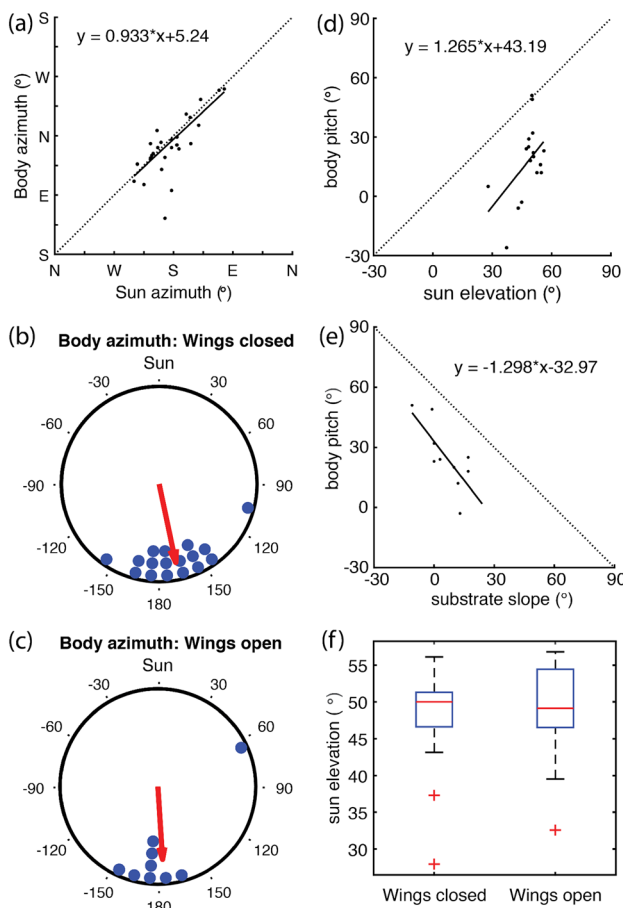 (a)
y = 0.933*x+5.24
S
W
N
E
S
Body azimuth (°)
N W S E N
Sun azimuth (°)
(d)
y = 1.265*x+43.19
90
60
30
0
-30
body pitch (°)
-30 0 30 60 90
sun elevation (°)
(b)
Body azimuth: Wings closed
Sun
-30 30
-60 60
-90 90
-120 120
-150 150
180
(e)
y = -1.298*x-32.97
90
60
30
0
-30
body pitch (°)
-30 0 30 60 90
substrate slope (°)
(c)
Body azimuth: Wings open
Sun
-30 30
-60 60
-90 90
-120 120
-150 150
180
(f)
55
50
45
40
35
30
sun elevation ( °)
Wings closed Wings open